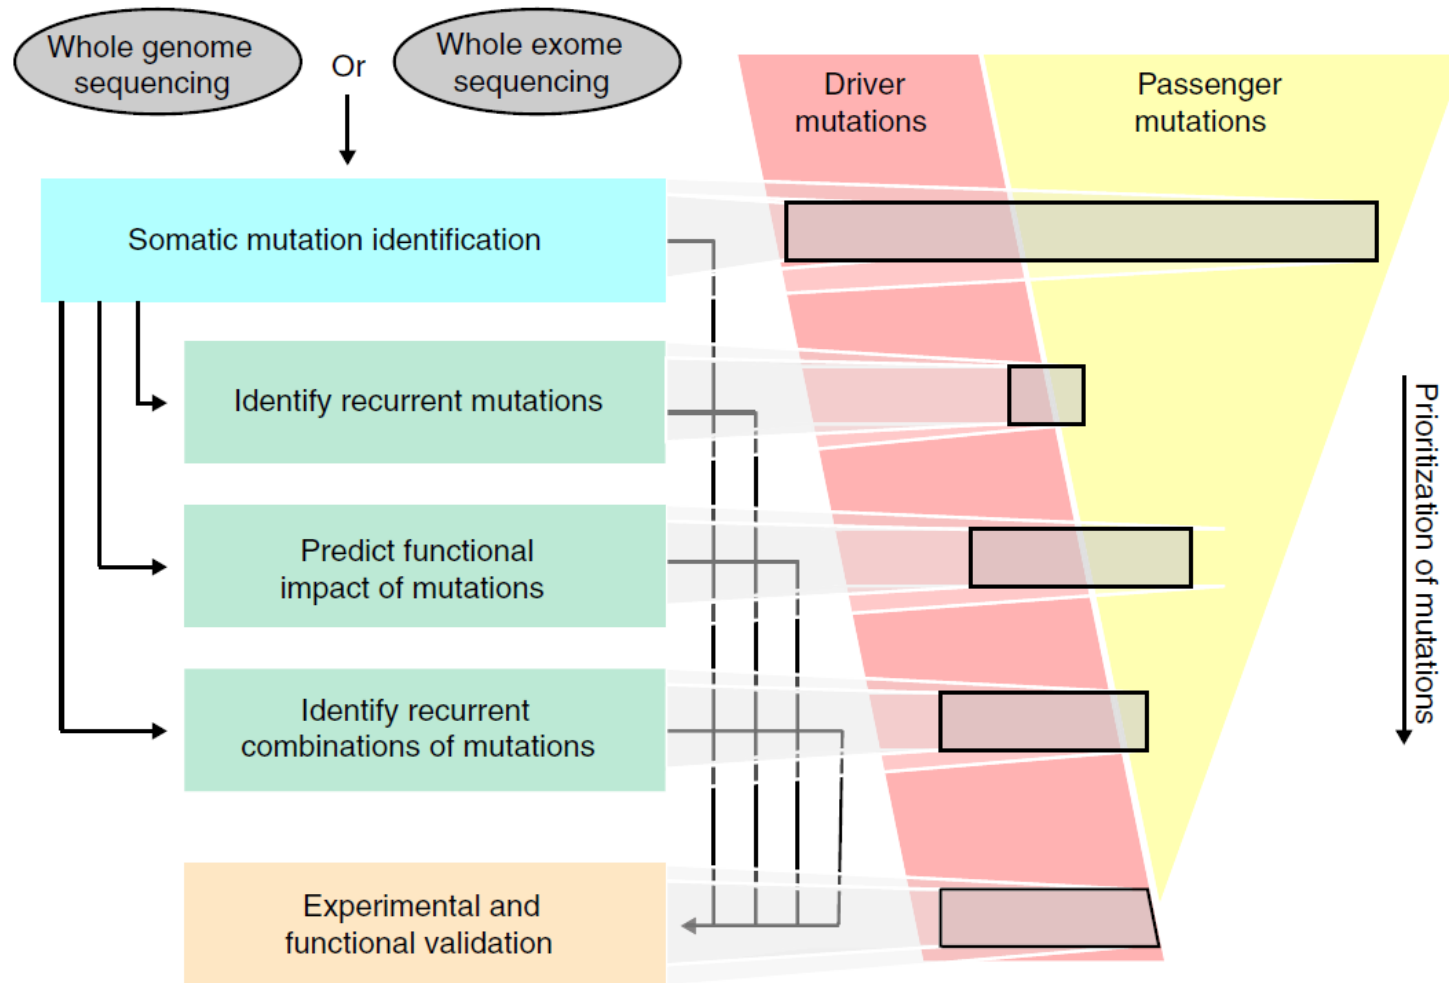 Whole genome
sequencing
Or
Whole exome
sequencing
Driver
mutations
Passenger
mutations
Somatic mutation identification
Identify recurrent mutations
Predict functional
impact of mutations
Identify recurrent
combinations of mutations
Experimental and
functional validation
Prioritization of mutations